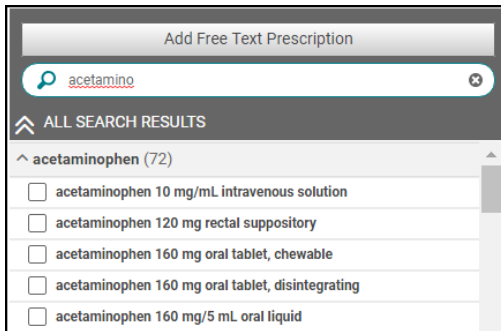 Add Free Text Prescription
acetamino
ALL SEARCH RESULTS
acetaminophen (72)
acetaminophen 10 mg/mL intravenous solution
acetaminophen 120 mg rectal suppository
acetaminophen 160 mg oral tablet, chewable
acetaminophen 160 mg oral tablet, disintegrating
acetaminophen 160 mg/5 mL oral liquid